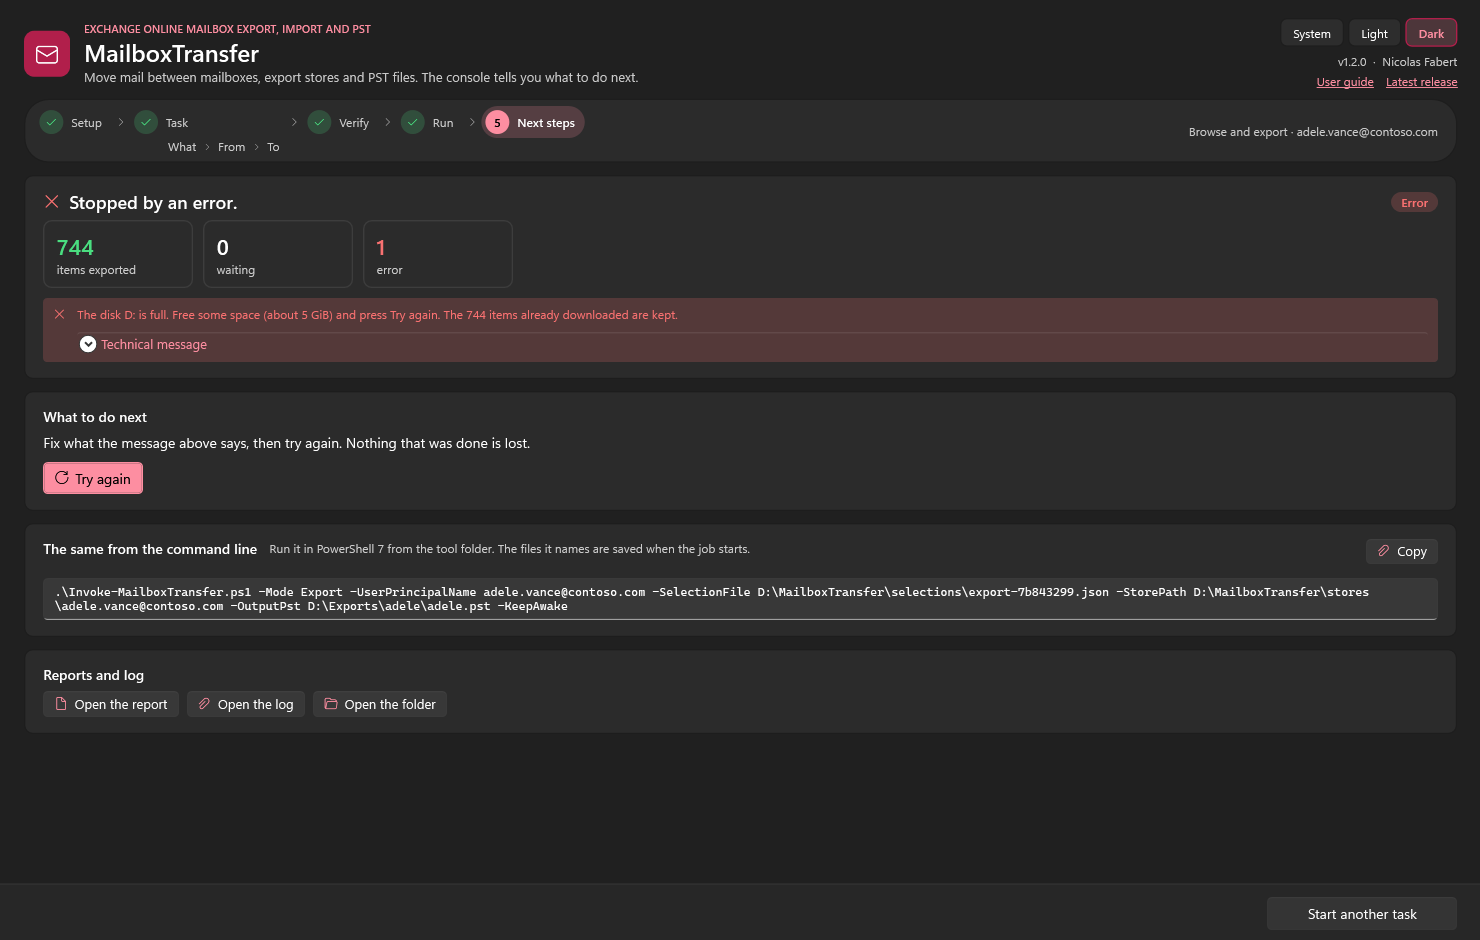 EXCHANGE ONLINE MAILBOX EXPORT, IMPORT AND PST
MailboxTransfer
Move mail between mailboxes, export stores and PST files. The console tells you what to do next.
System
Light
Dark
v1.2.0 · Nicolas Fabert
User guide
Latest release
Setup
Task
Verify
Run
5
Next steps
What
From
To
Browse and export · adele.vance@contoso.com
Stopped by an error.
Error
744
items exported
0
waiting
1
error
The disk D: is full. Free some space (about 5 GiB) and press Try again. The 744 items already downloaded are kept.
Technical message
What to do next
Fix what the message above says, then try again. Nothing that was done is lost.
Try again
The same from the command line
Run it in PowerShell 7 from the tool folder. The files it names are saved when the job starts.
Copy
.\Invoke-MailboxTransfer.ps1 -Mode Export -UserPrincipalName adele.vance@contoso.com -SelectionFile D:\MailboxTransfer\selections\export-7b843299.json -StorePath D:\MailboxTransfer\stores
\adele.vance@contoso.com -OutputPst D:\Exports\adele\adele.pst -KeepAwake
Reports and log
Open the report
Open the log
Open the folder
Start another task